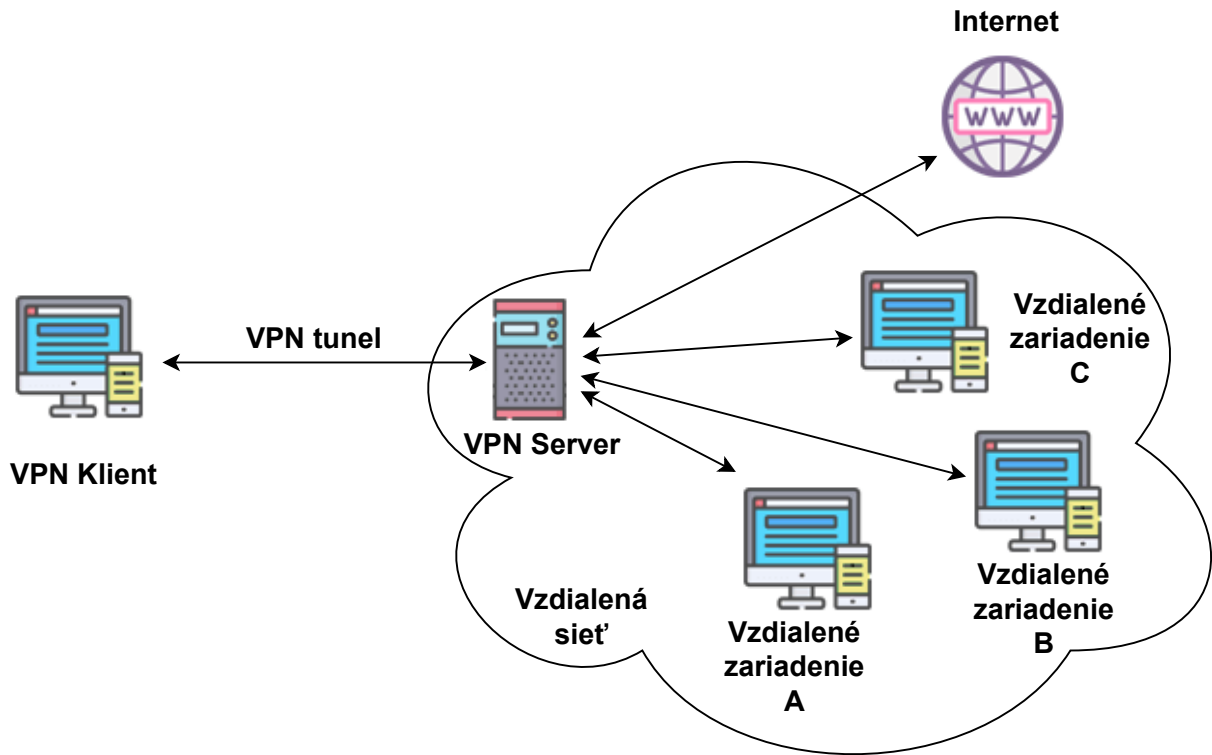 Internet
WWW
VPN tunel
VPN Klient
VPN Server
Vzdialené
zariadenie
C
Vzdialené
zariadenie
B
Vzdialené
zariadenie
A
Vzdialená
sieť